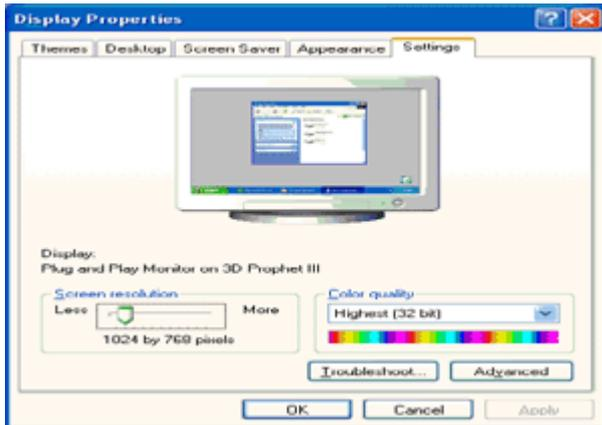 Display Properties
Themes Desktop Screen Saver Appearance Settings
Display:
Plug and Play Monitor on 3D Prophet III
Screen resolution
Less More
1024 by 768 pixels
Color quality
Highest (32 bit)
Troubleshoot... Advanced
OK Cancel Apply